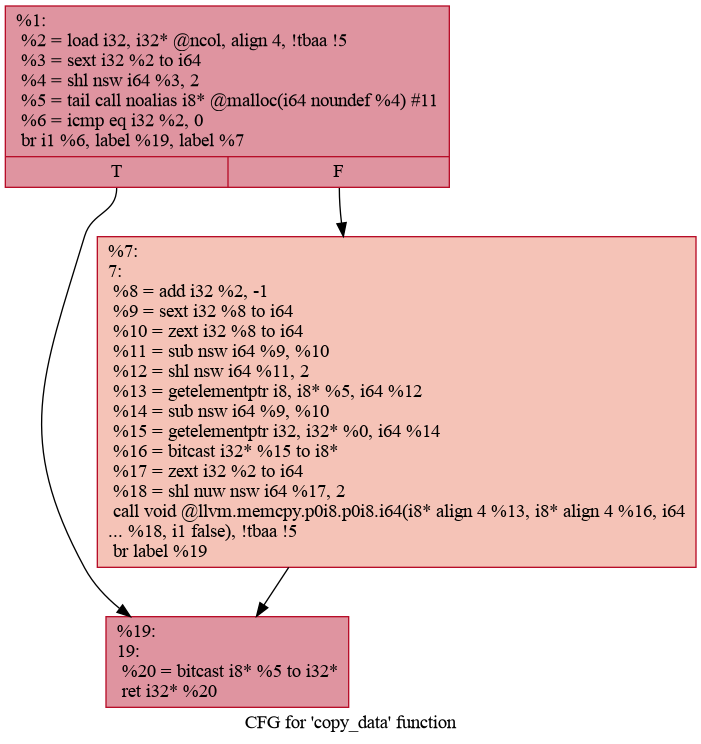 %1:
%2 = load i32, i32* @ncol, align 4, !tbaa !5
%3 = sext i32 %2 to i64
%4 = shl nsw i64 %3, 2
%5 = tail call noalias i8* @malloc(i64 noundef %4) #11
%6 = icmp eq i32 %2, 0
br i1 %6, label %19, label %7
T F
%7:
7:
%8 = add i32 %2, -1
%9 = sext i32 %8 to i64
%10 = zext i32 %8 to i64
%11 = sub nsw i64 %9, %10
%12 = shl nsw i64 %11, 2
%13 = getelementptr i8, i8* %5, i64 %12
%14 = sub nsw i64 %9, %10
%15 = getelementptr i32, i32* %0, i64 %14
%16 = bitcast i32* %15 to i8*
%17 = zext i32 %2 to i64
%18 = shl nuw nsw i64 %17, 2
call void @llvm.memcpy.p0i8.p0i8.i64(i8* align 4 %13, i8* align 4 %16, i64
... %18, i1 false), !tbaa !5
br label %19
%19:
19:
%20 = bitcast i8* %5 to i32*
ret i32* %20
CFG for 'copy_data' function